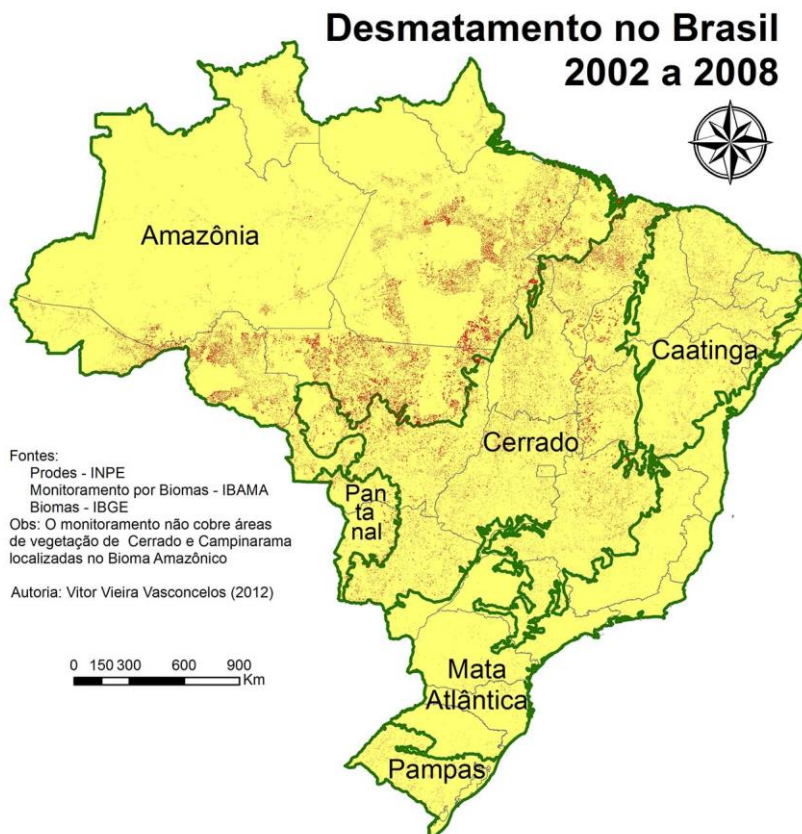 Desmatamento no Brasil
2002 a 2008
Amazônia
Caatinga
Cerrado
Pan
ta
nal
Fontes:
Prodes - INPE
Monitoramento por Biomas - IBAMA
Biomas - IBGE
Obs: O monitoramento não cobre áreas
de vegetação de Cerrado e Campinarama
localizadas no Bioma Amazônico
Autoria: Vitor Vieira Vasconcelos (2012)
0 150 300 600 900
Km
Mata
Atlântica
Pampas